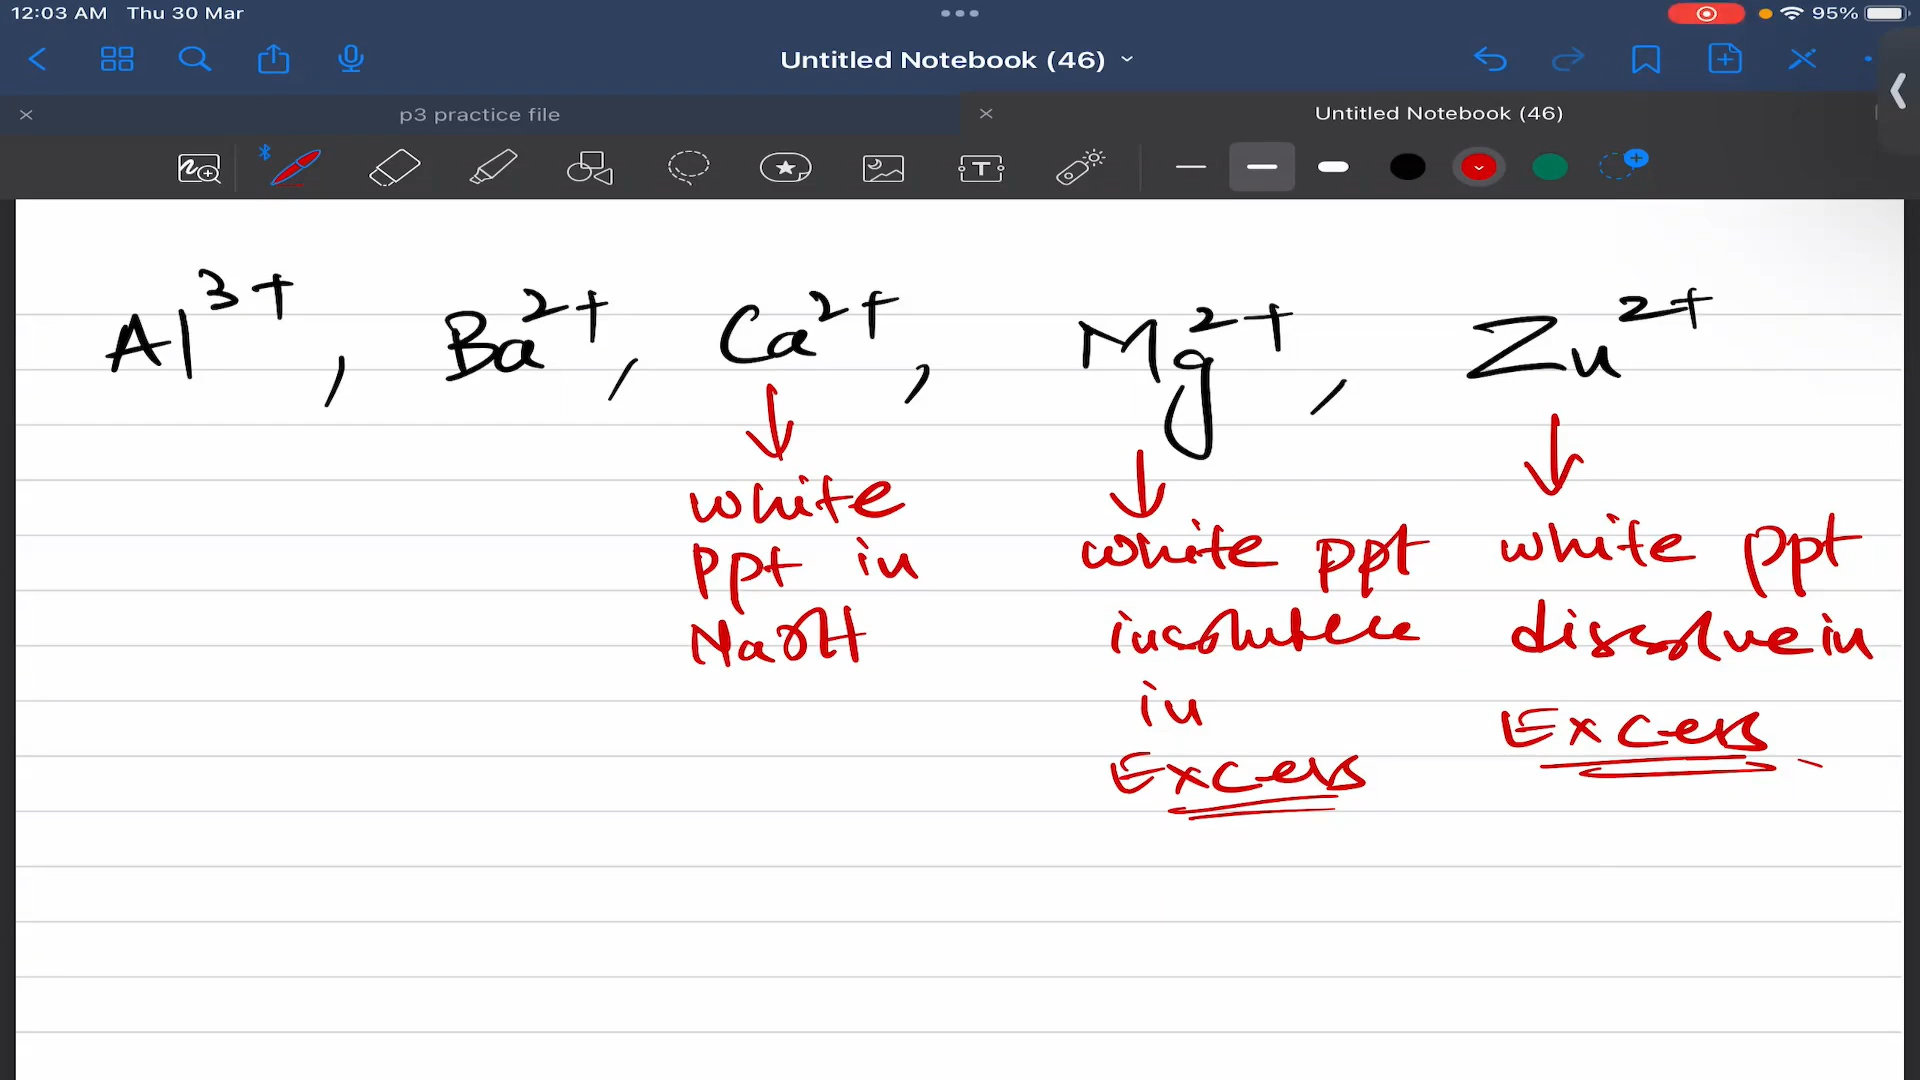 12:03 AM Thu 30 Mar
95%
Untitled Notebook (46)
p3 practice file
Untitled Notebook (46)
T
Al³⁺, Ba²⁺, Ca²⁺, Mg²⁺, Zn²⁺
white
ppt in
NaOH
white ppt
insoluble
in
Excess
white ppt
dissolve in
Excess